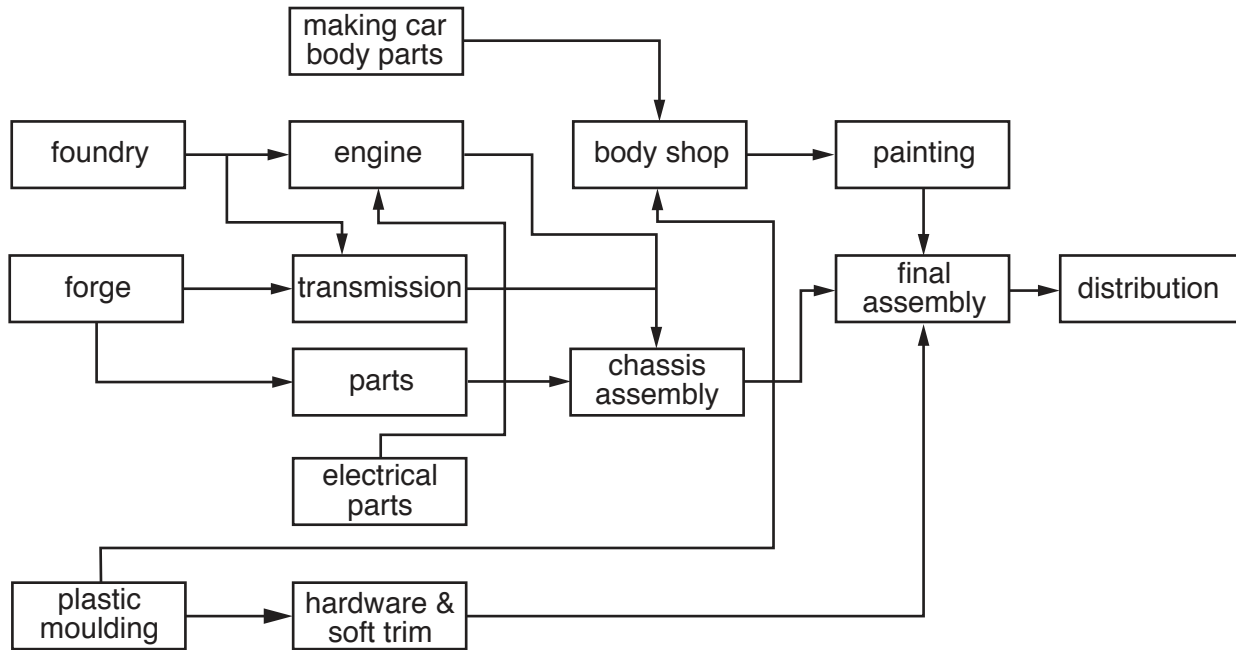 making car
body parts
foundry
engine
body shop
painting
forge
transmission
final
assembly
distribution
parts
chassis
assembly
electrical
parts
plastic
moulding
hardware &
soft trim